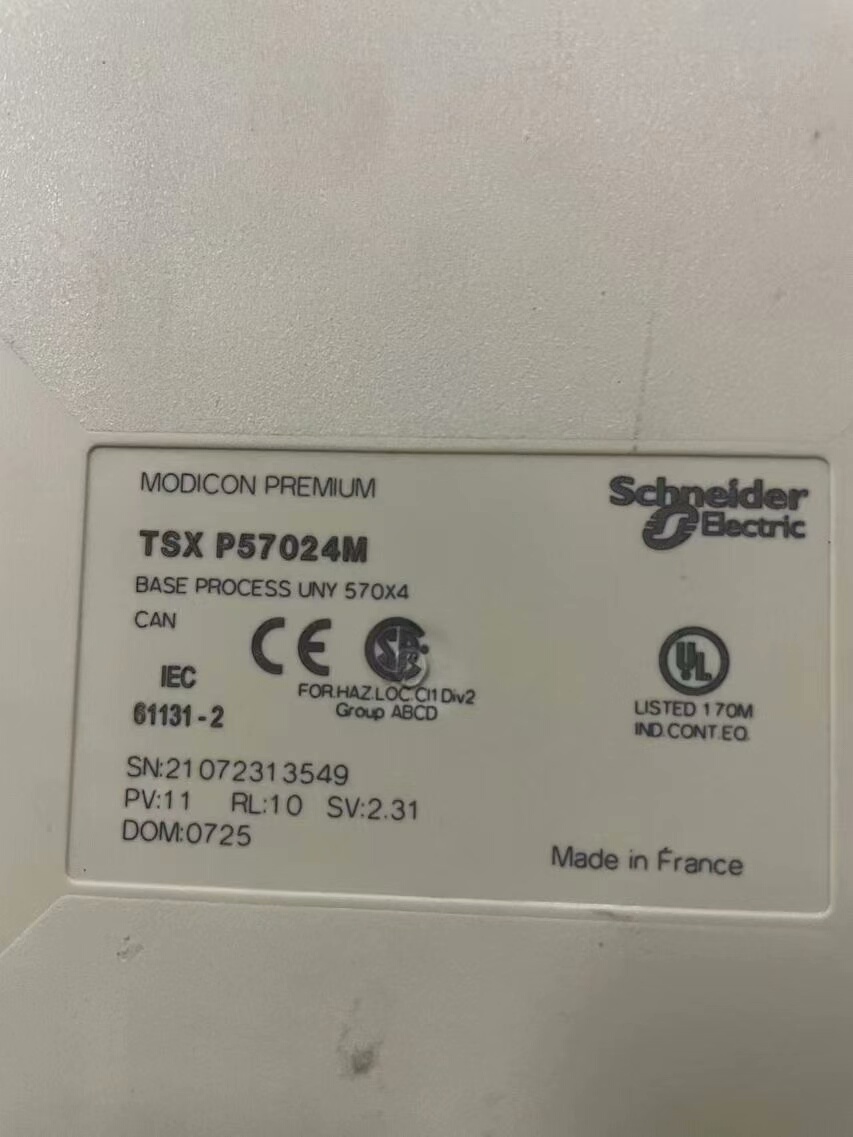 MODICON PREMIUM
Schneider
Electric
TSX P57024M
BASE PROCESS UNY 570X4
CAN
CE
UL
IEC
61131-2
FOR.HAZ.LOC.Cl1 Div2
Group ABCD
LISTED 170M
IND.CONT.EQ.
SN:21072313549
PV:11 RL:10 SV:2.31
DOM:0725
Made in France